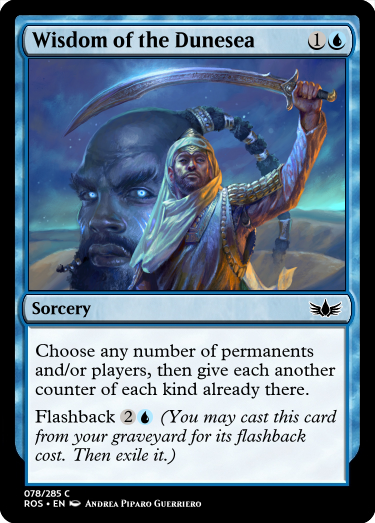 Wisdom of the Dunesea 1
Sorcery
Choose any number of permanents
and/or players, then give each another
counter of each kind already there.
Flashback 2 (You may cast this card
from your graveyard for its flashback
cost. Then exile it.)
078/285 C
ROS • EN Andrea Piparo Guerriero